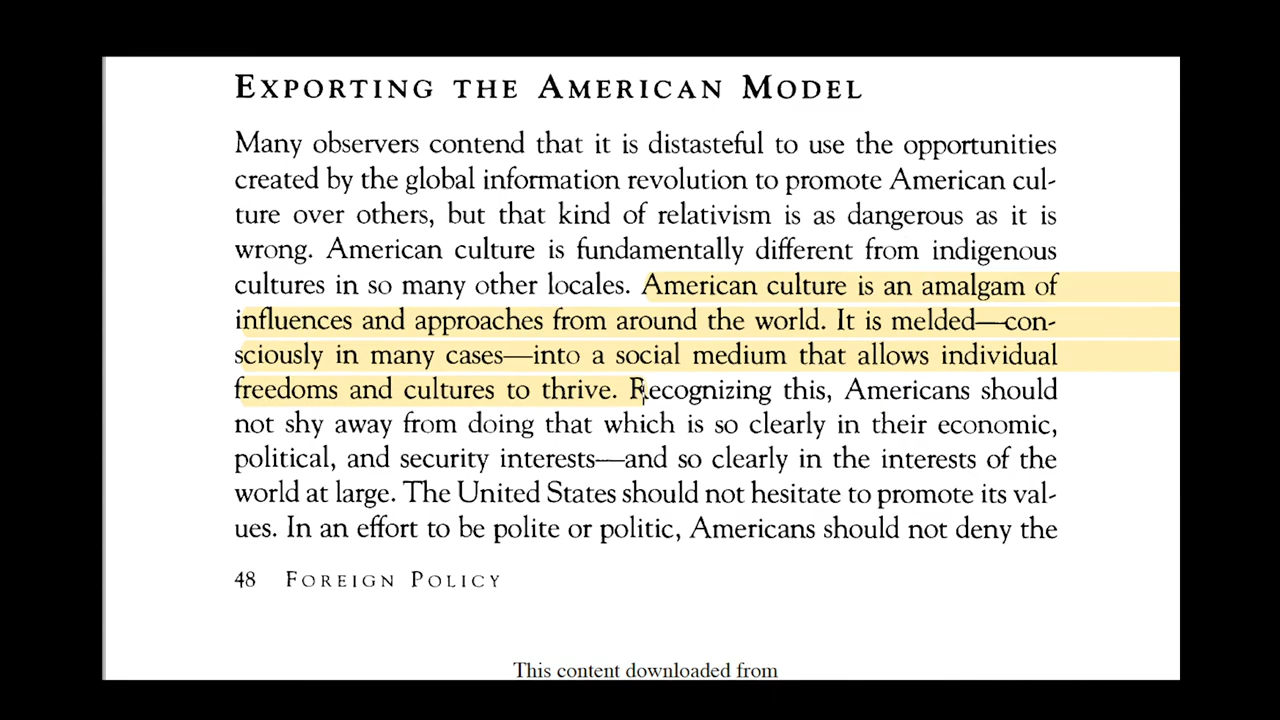 EXPORTING THE AMERICAN MODEL
Many observers contend that it is distasteful to use the opportunities
created by the global information revolution to promote American cul-
ture over others, but that kind of relativism is as dangerous as it is
wrong. American culture is fundamentally different from indigenous
cultures in so many other locales. American culture is an amalgam of
influences and approaches from around the world. It is melded—con-
sciously in many cases—into a social medium that allows individual
freedoms and cultures to thrive. Recognizing this, Americans should
not shy away from doing that which is so clearly in their economic,
political, and security interests—and so clearly in the interests of the
world at large. The United States should not hesitate to promote its val-
ues. In an effort to be polite or politic, Americans should not deny the
48 FOREIGN POLICY
This content downloaded from